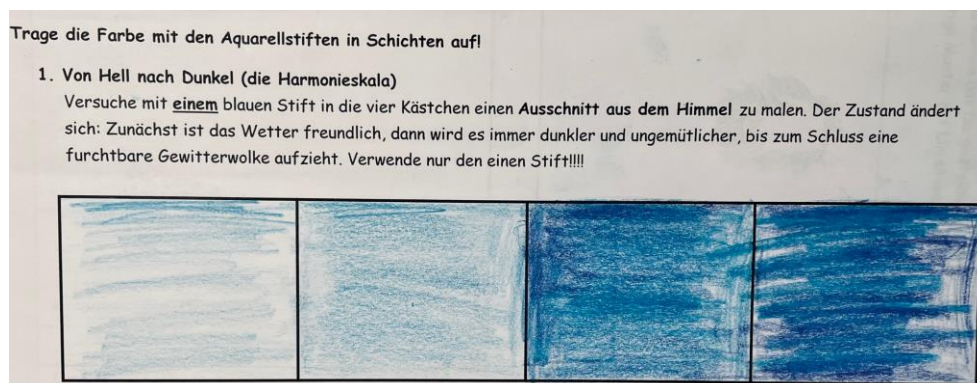 Trage die Farbe mit den Aquarellstiften in Schichten auf!
1. Von Hell nach Dunkel (die Harmonieskala)
Versuche mit einem blauen Stift in die vier Kästchen einen Ausschnitt aus dem Himmel zu malen. Der Zustand ändert
sich: Zunächst ist das Wetter freundlich, dann wird es immer dunkler und ungemütlicher, bis zum Schluss eine
furchtbare Gewitterwolke aufzieht. Verwende nur den einen Stift!!!!